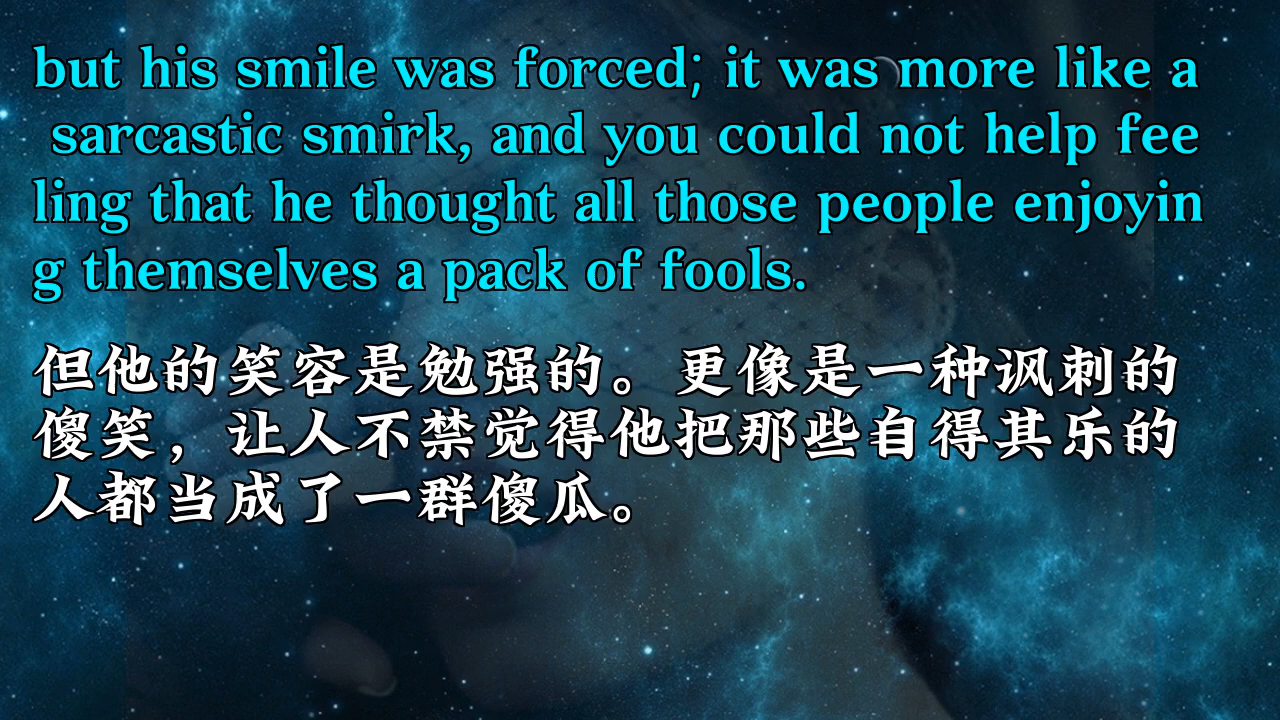 but his smile was forced; it was more like a
sarcastic smirk, and you could not help fee
ling that he thought all those people enjoyin
g themselves a pack of fools.
但他的笑容是勉强的。更像是一种讽刺的
傻笑，让人不禁觉得他把那些自得其乐的
人都当成了一群傻瓜。